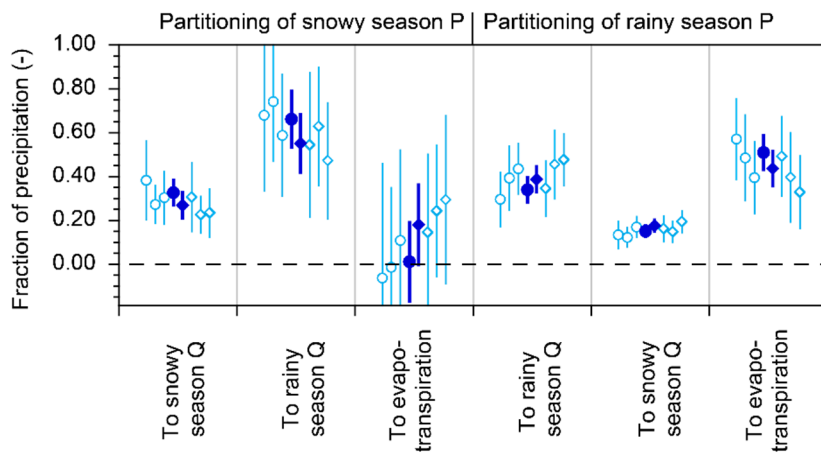 Partitioning of snowy season P
Partitioning of rainy season P
Fraction of precipitation (-)
1.00
0.80
0.60
0.40
0.20
0.00
To snowy
season Q
To rainy
season Q
To evapo-
transpiration
To rainy
season Q
To snowy
season Q
To evapo-
transpiration